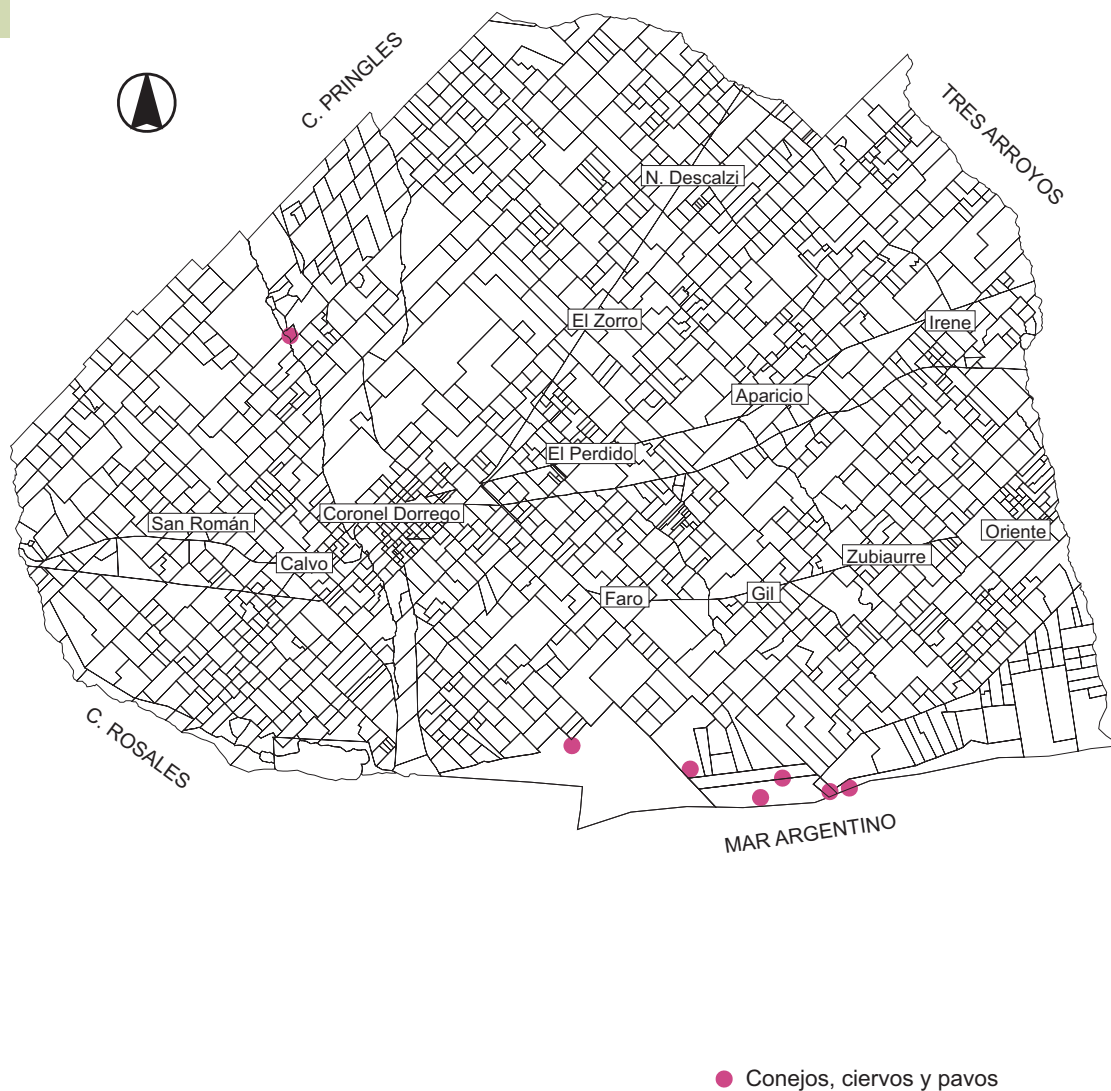 C. PRINGLES
TRES ARROYOS
N. Descalzi
El Zorro
Irene
Aparicio
El Perdido
Coronel Dorrego
San Román
Oriente
Calvo
Zubiaurre
Faro
Gil
C. ROSALES
MAR ARGENTINO
Conejos, ciervos y pavos